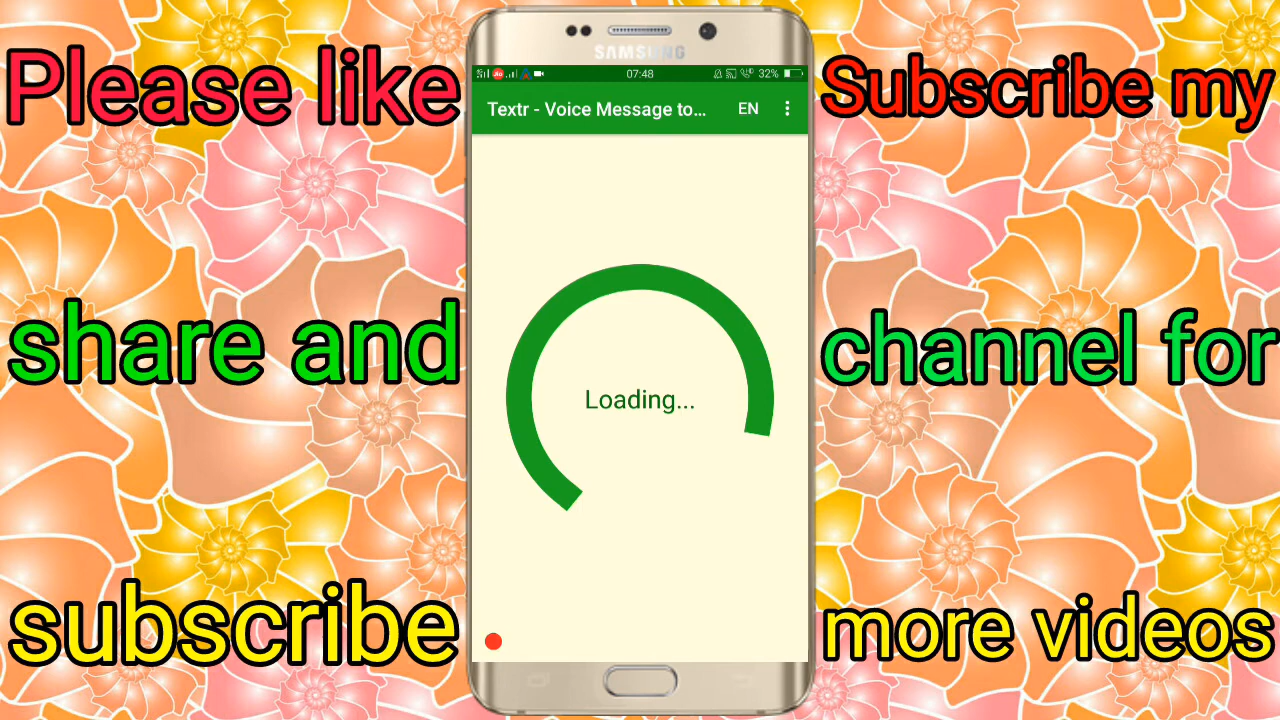 Please like
share and
subscribe
SAMSUNG
07:48
32%
Textr - Voice Message to...
EN
Loading...
Subscribe my
channel for
more videos